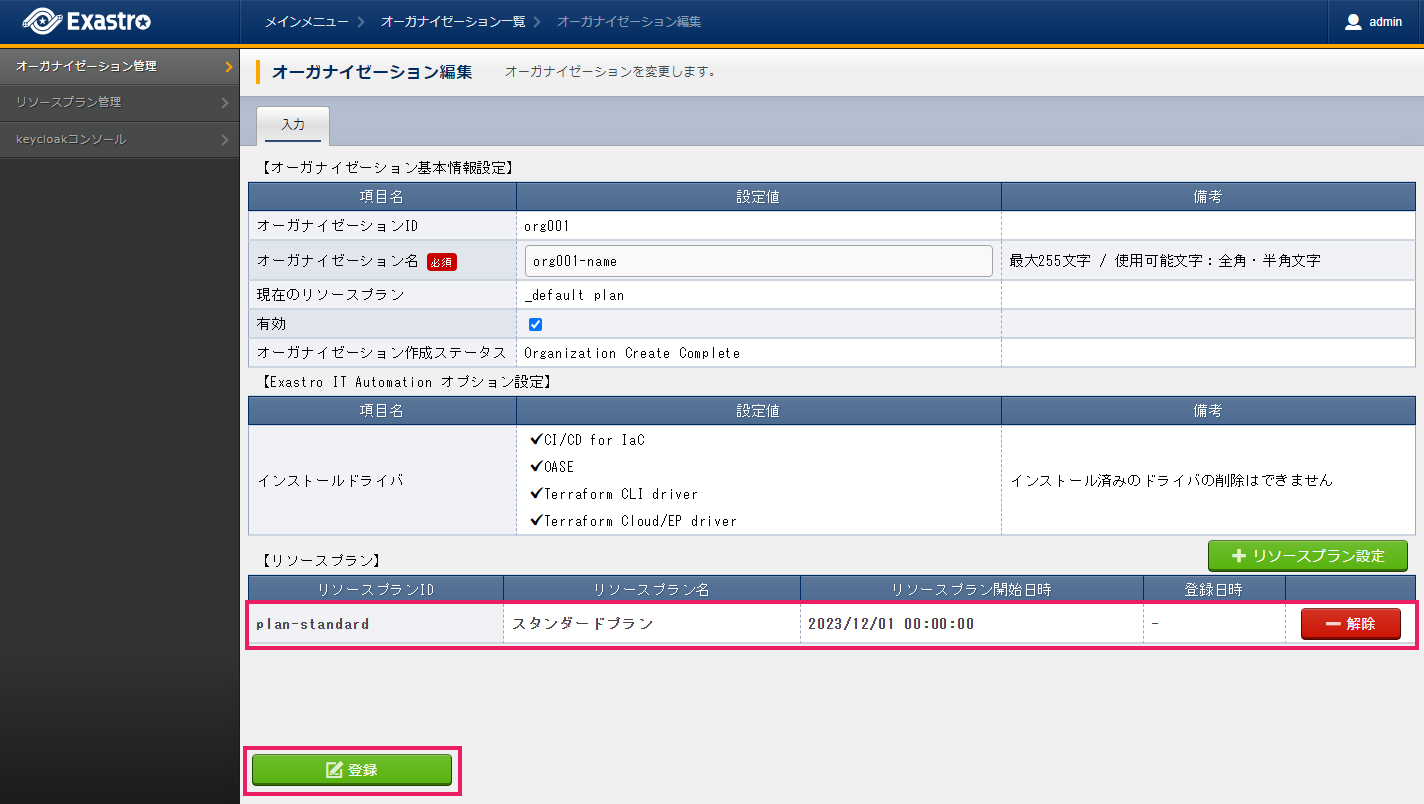 Exastro メインメニュー オーガナイゼーション一覧 オーガナイゼーション編集 admin
オーガナイゼーション管理
リソースプラン管理
keycloakコンソール
オーガナイゼーション編集 オーガナイゼーションを変更します。
入力
【オーガナイゼーション基本情報設定】
項目名 設定値 備考
オーガナイゼーションID org001
オーガナイゼーション名 必須 org001-name 最大255文字 / 使用可能文字：全角・半角文字
現在のリソースプラン _default plan
有効
オーガナイゼーション作成ステータス Organization Create Complete
【Exastro IT Automation オプション設定】
項目名 設定値 備考
インストールドライバ
CI/CD for IaC
OASE
Terraform CLI driver
Terraform Cloud/EP driver
インストール済みのドライバの削除はできません
【リソースプラン】 リソースプラン設定
リソースプランID リソースプラン名 リソースプラン開始日時 登録日時
plan-standard スタンダードプラン 2023/12/01 00:00:00 - 解除
登録